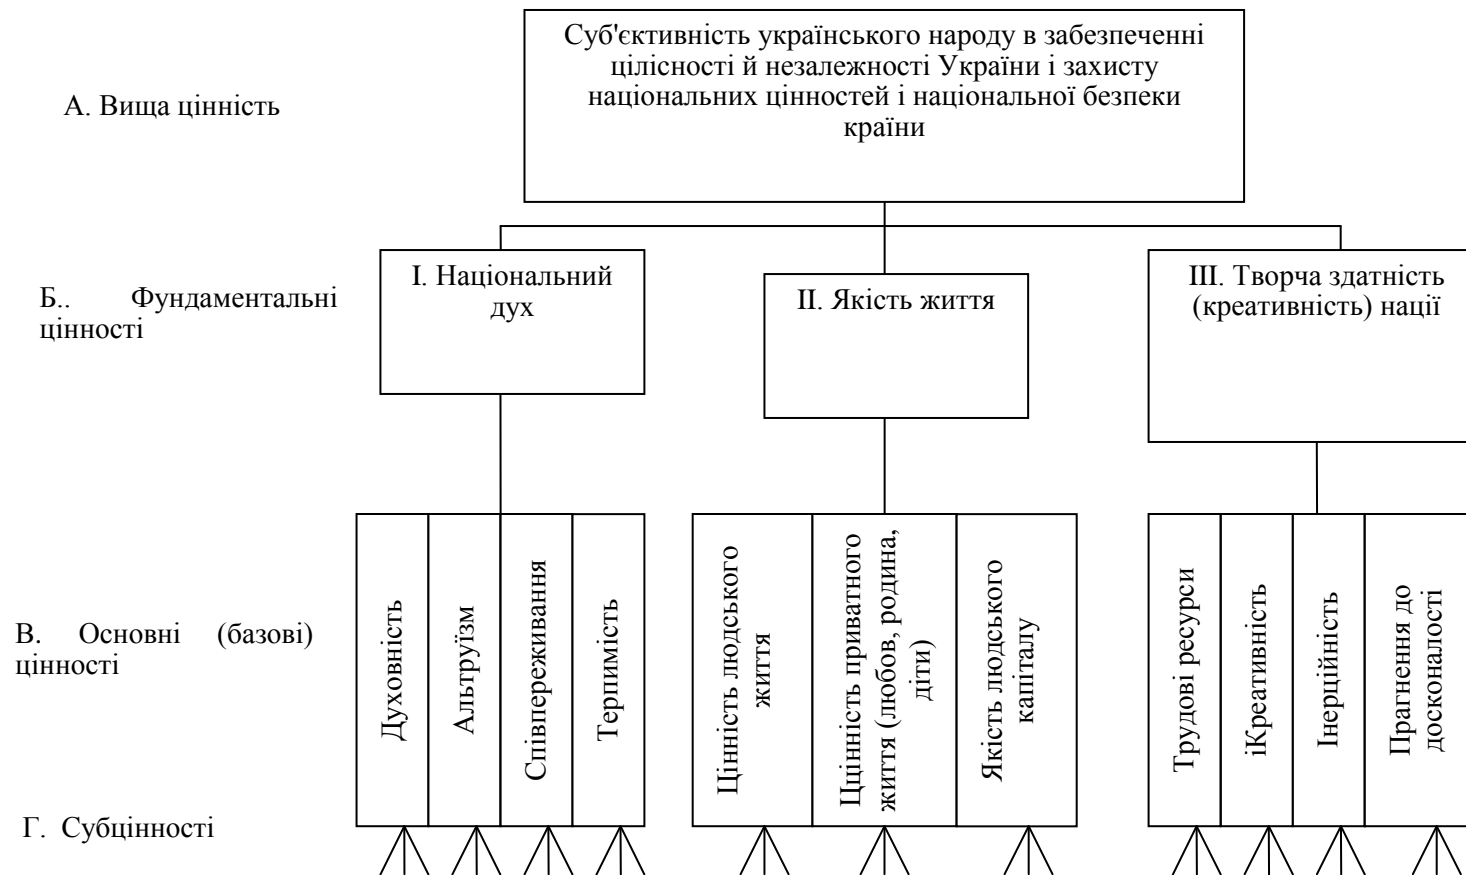 Суб'єктивність українського народу в забезпеченні
цілісності й незалежності України і захисту
національних цінностей і національної безпеки
країни
А. Вища цінність
І. Національний
дух
ІІ. Якість життя
ІІІ. Творча здатність
(креативність) нації
Б.. Фундаментальні
цінності
В. Основні (базові)
цінності
Духовність
Альтруїзм
Співпереживання
Терпимість
Цінність людського
життя
Ццінність приватного
життя (любов, родина,
діти)
Якість людського
капіталу
Трудові ресурси
іКреативність
Інерційність
Прагнення до
досконалості
Г. Субцінності